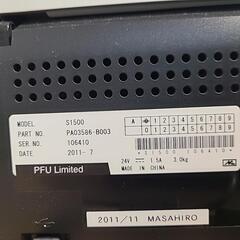 MODEL S1500
PART NO. PA03586-B003
SER NO. 106410
DATE 2011-7
PFU Limited
A 1 2 3 4 5 6 7 8 9
0 1 2 3 4 5 6 7 8 9
*S1500 106410*
24V 1.5A 3.0kg
MADE IN CHINA
2011/11 MASAHIRO